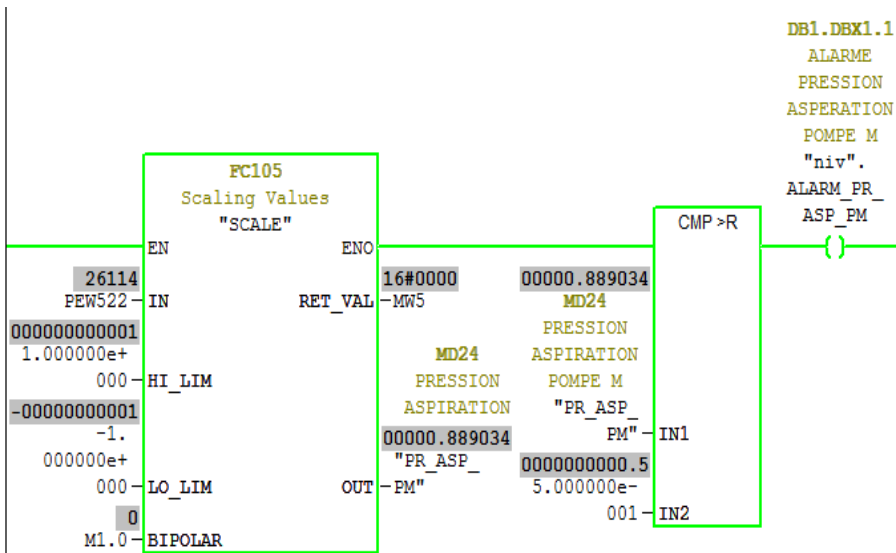 DB1.DBX1.1
ALARME
PRESSION
ASPERATION
POMPE M
"niv".
ALARM_PR_
ASP_PM
FC105
Scaling Values
"SCALE"
CMP >R
EN
ENO
26114
PEW522
IN
16#0000
RET_VAL
MW5
00000.889034
MD24
PRESSION
ASPIRATION
POMPE M
"PR_ASP_
PM"
IN1
000000000001
1.000000e+
000
HI_LIM
MD24
PRESSION
ASPIRATION
00000.889034
"PR_ASP_
PM"
OUT
-00000000001
-1.
000000e+
000
LO_LIM
0000000000.5
5.000000e-
001
IN2
0
M1.0
BIPOLAR